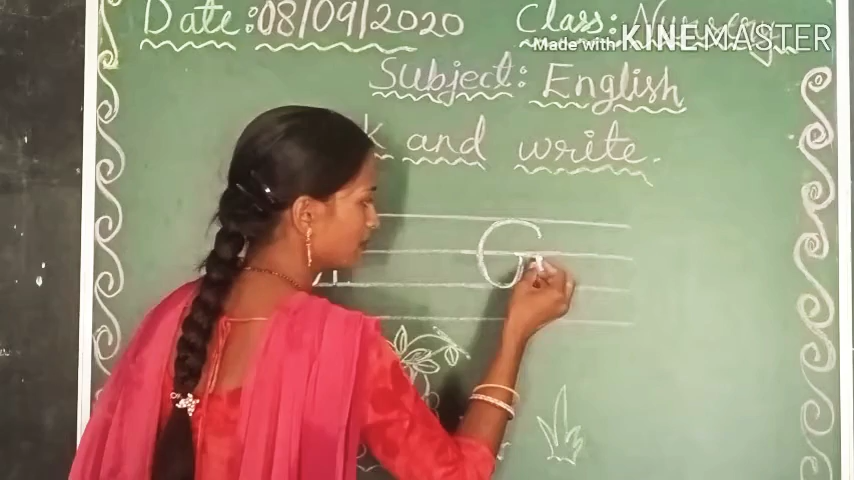 Date: 08/09/2020
Class: Nursery
Made with KINEMASTER
Subject: English
k and write.
G